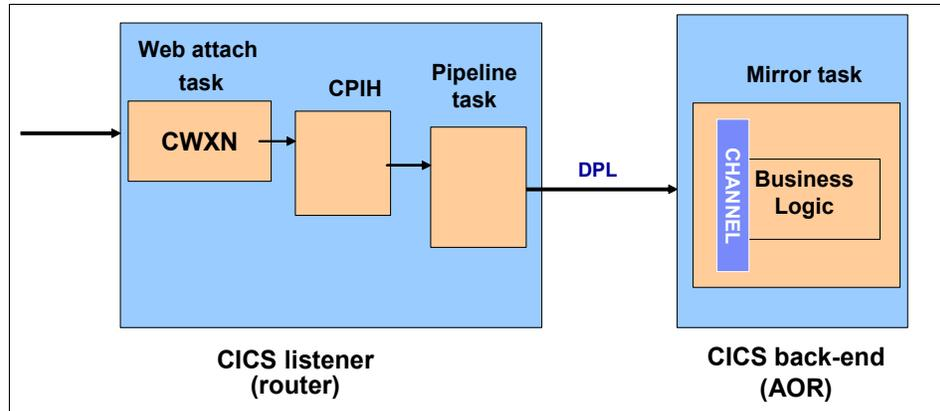 Web attach
task
CWXN
CPIH
Pipeline
task
DPL
Mirror task
CHANNEL
Business
Logic
CICS listener
(router)
CICS back-end
(AOR)